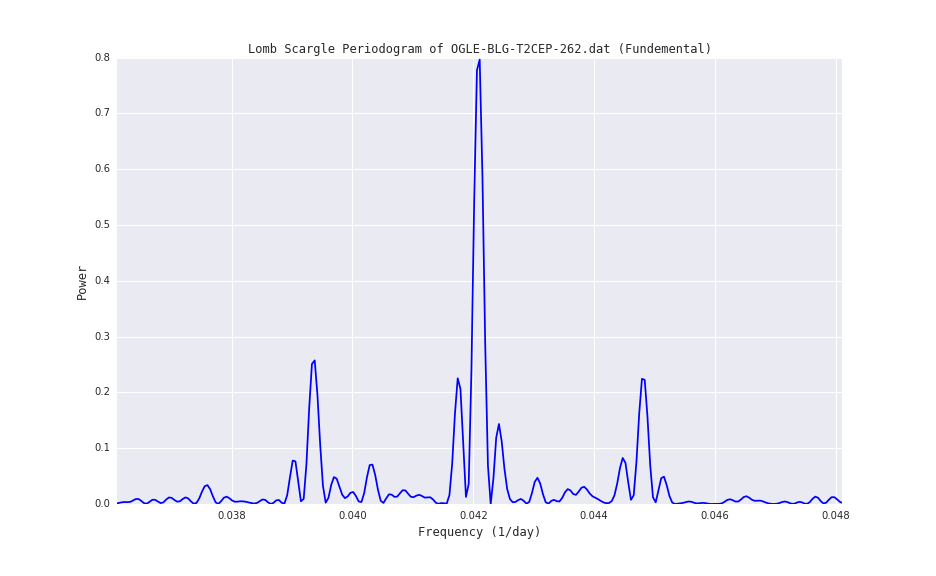 Lomb Scargle Periodogram of OGLE-BLG-T2CEP-262.dat (Fundemental)
0.8
0.7
0.6
0.5
0.4
0.3
0.2
0.1
0.0
Power
0.038 0.040 0.042 0.044 0.046 0.048
Frequency (1/day)